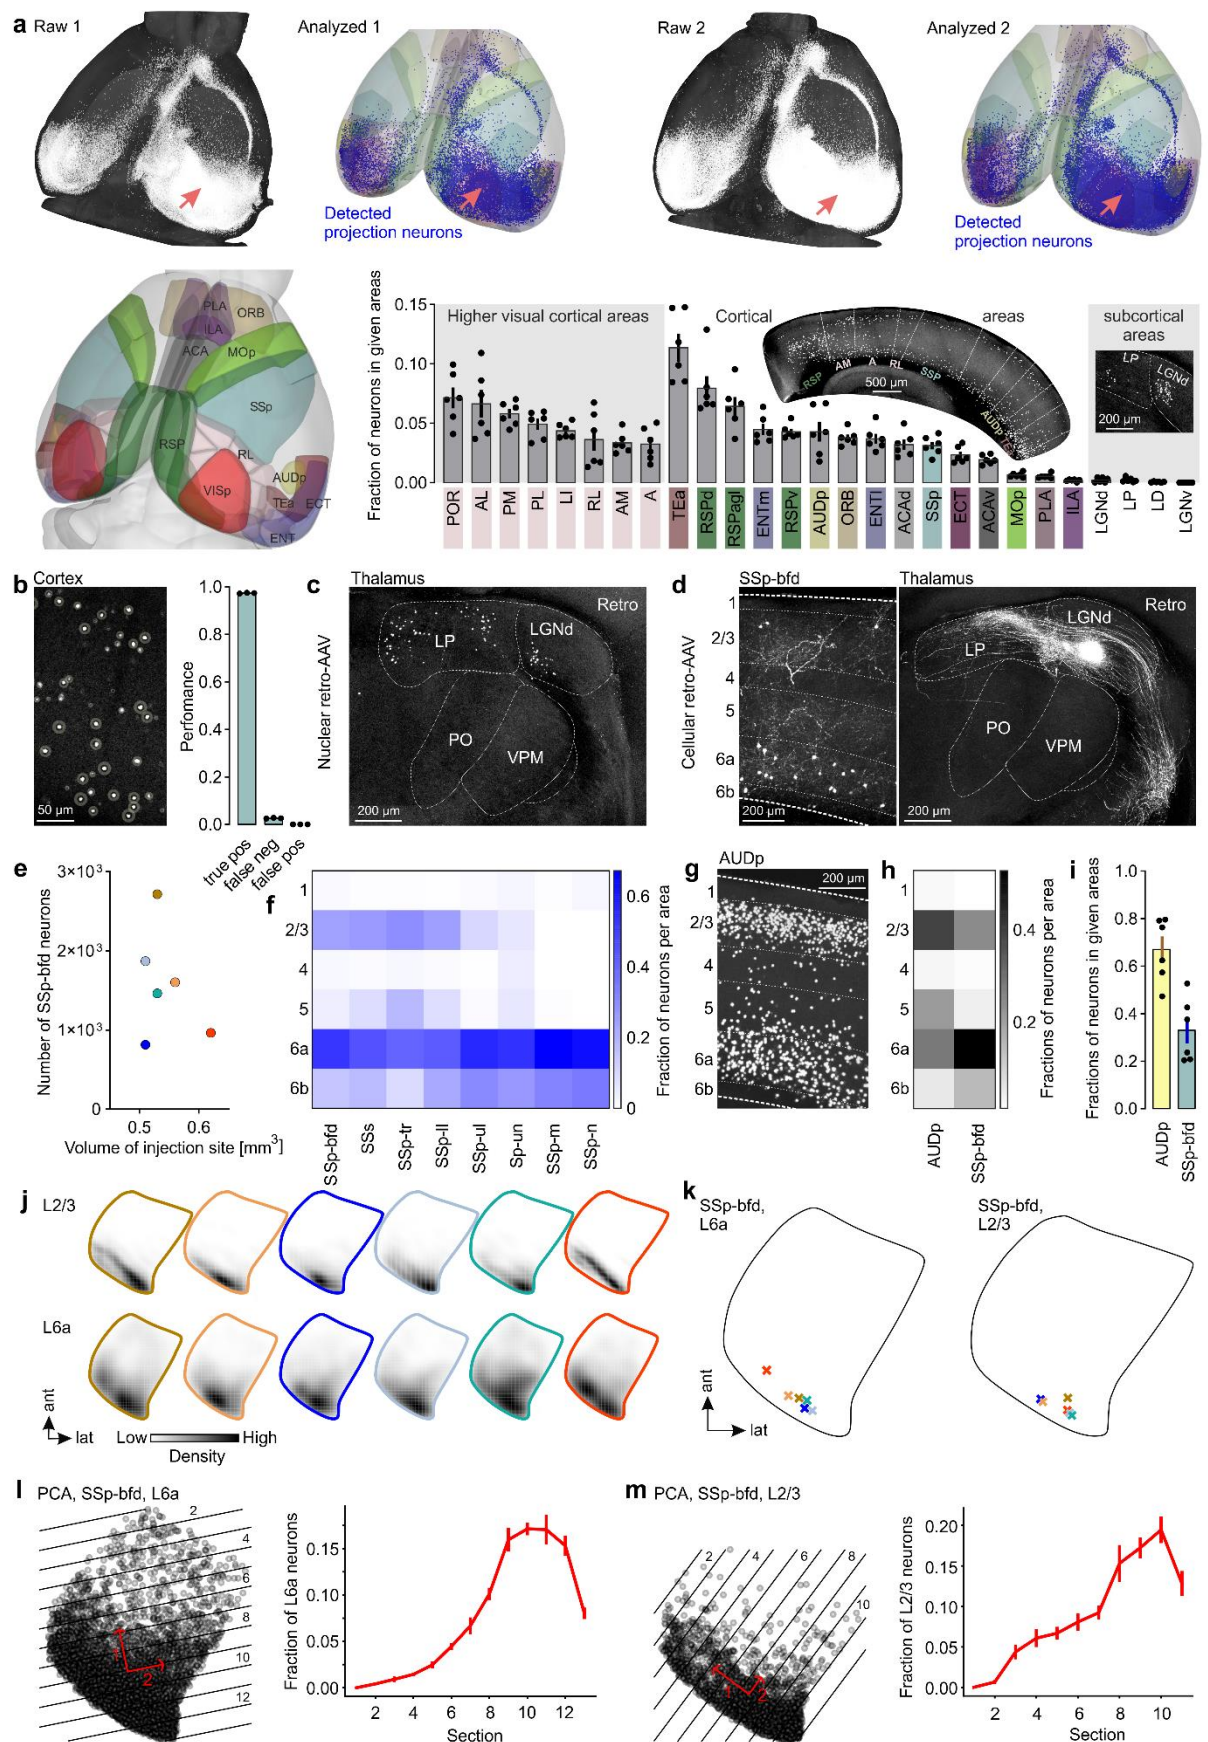 a Raw 1
Analyzed 1
Raw 2
Analyzed 2
Detected
projection neurons
Detected
projection neurons
PLA
ORB
ILA
ACA
MOp
SSp
RSP
RL
AUDp
VISp
TEa
ECT
ENT
Fraction of neurons in given areas
0.15
0.10
0.05
0.00
Higher visual cortical areas
Cortical
areas
subcortical
areas
RSP
AM
A
RL
SSP
AUDp
TEa
500 µm
LP
LGNd
200 µm
POR
AL
PM
PL
LI
RL
AM
A
TEa
RSPd
RSPagl
ENTm
RSPv
AUDp
ORB
ENTl
ACAd
SSp
ECT
ACAv
MOp
PLA
ILA
LGNd
LP
LD
LGNv
b Cortex
50 µm
Perfomance
1.0
0.8
0.6
0.4
0.2
0.0
true pos
false neg
false pos
c Thalamus
Nuclear retro-AAV
Retro
LP
LGNd
PO
VPM
200 µm
d SSp-bfd
Cellular retro-AAV
1
2/3
4
5
6a
6b
200 µm
Thalamus
Retro
LGNd
LP
PO
VPM
200 µm
e
Number of SSp-bfd neurons
3×10³
2×10³
1×10³
0
0.5
0.6
Volume of injection site [mm³]
f
1
2/3
4
5
6a
6b
SSp-bfd
SSs
SSp-tr
SSp-ll
SSp-ul
Sp-un
SSp-m
SSp-n
0.6
0.4
0.2
0
Fraction of neurons per area
g AUDp
200 µm
1
2/3
4
5
6a
6b
h
1
2/3
4
5
6a
6b
AUDp
SSp-bfd
0.4
0.2
Fractions of neurons per area
i
Fractions of neurons in given areas
1.0
0.8
0.6
0.4
0.2
0.0
AUDp
SSp-bfd
j
L2/3
L6a
ant
lat
Low
High
Density
k
SSp-bfd,
L6a
SSp-bfd,
L2/3
ant
lat
l PCA, SSp-bfd, L6a
2
4
6
8
10
12
1
2
Fraction of L6a neurons
0.15
0.10
0.05
0.00
2 4 6 8 10 12
Section
m PCA, SSp-bfd, L2/3
2 4 6 8
10
1
2
Fraction of L2/3 neurons
0.20
0.15
0.10
0.05
0.00
2 4 6 8 10
Section